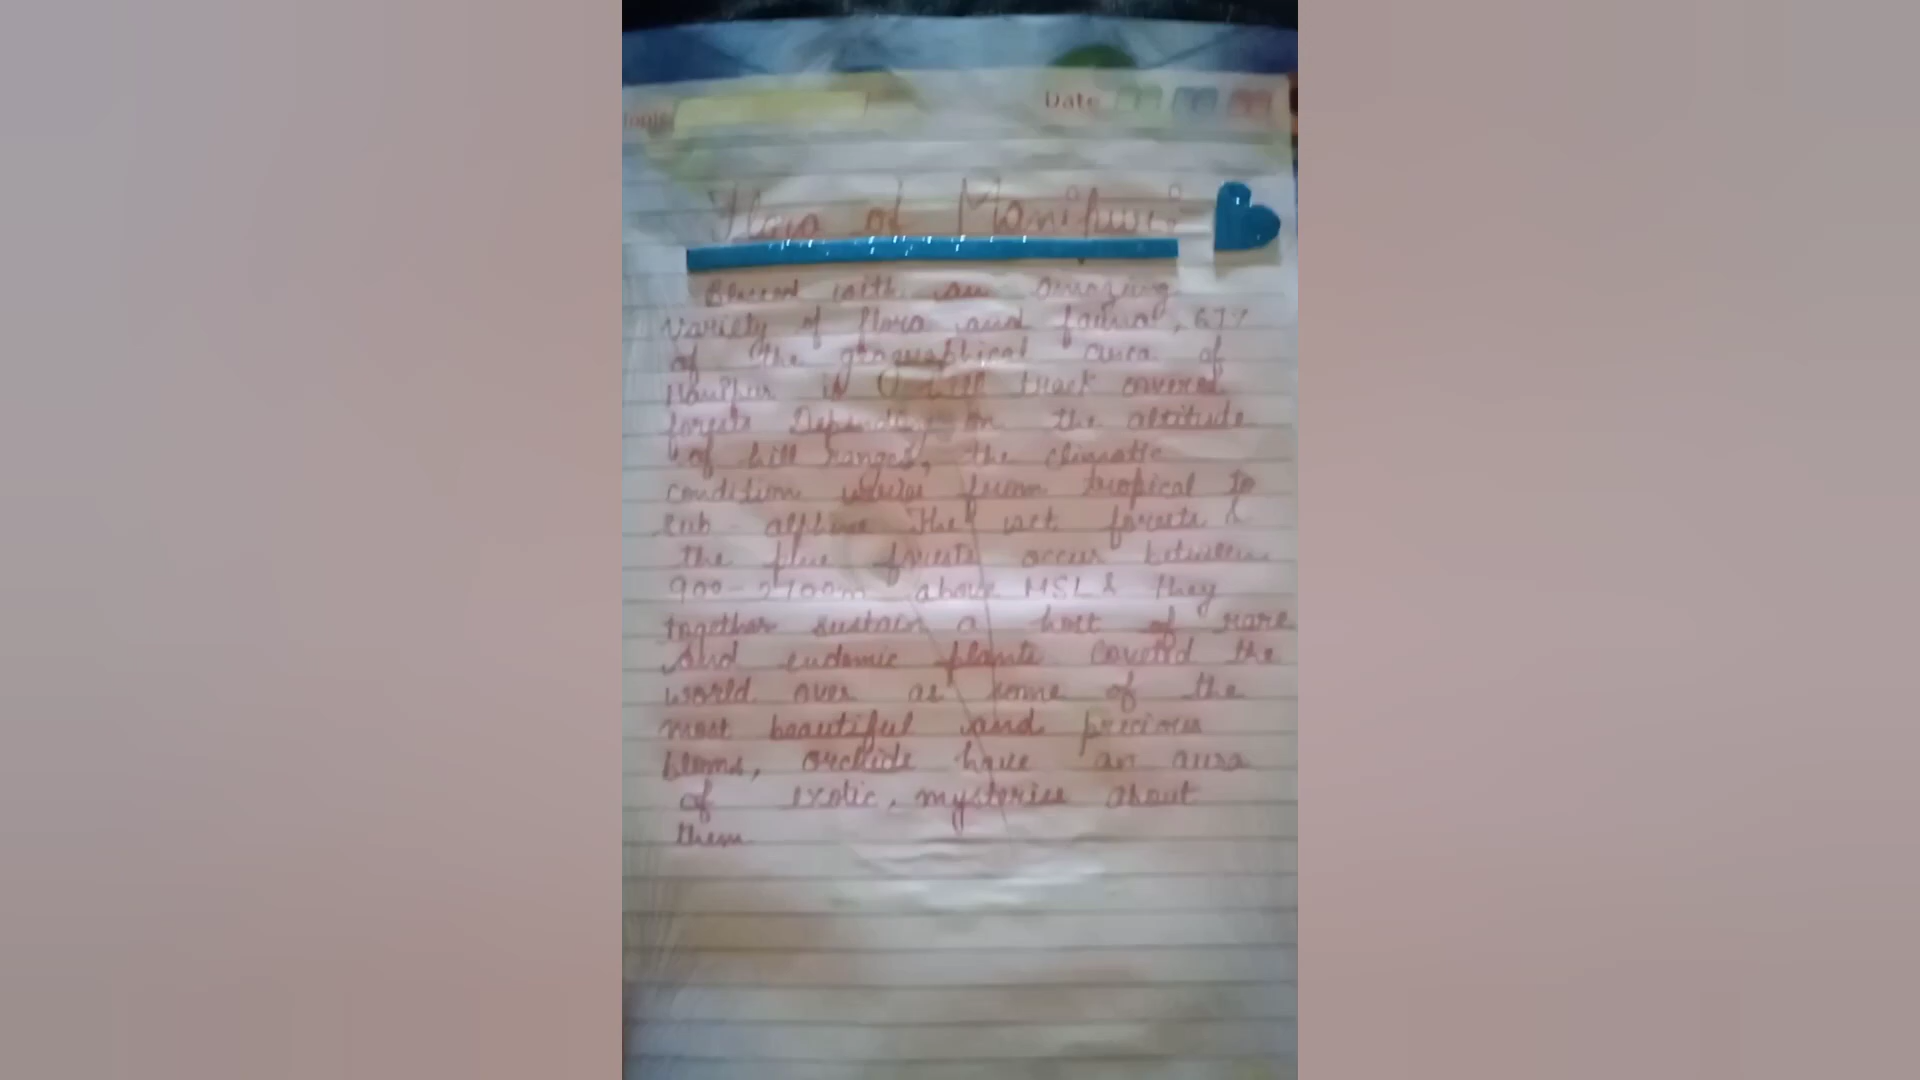 Date
Flora of Manipur:
Blessed with an amazing
variety of flora and fauna, 67%
of the geographical area of
Manipur is hill track covered
forests Depending on the altitude
of hill ranges, the climatic
condition varies from tropical to
sub-alpine The wet forests &
the pine forests occur between
900-2700m above MSL & they
together sustain a host of rare
and endemic plants coveted the
world over as some of the
most beautiful and precious
blooms, orchids have an aura
of exotic, mysteries about
them